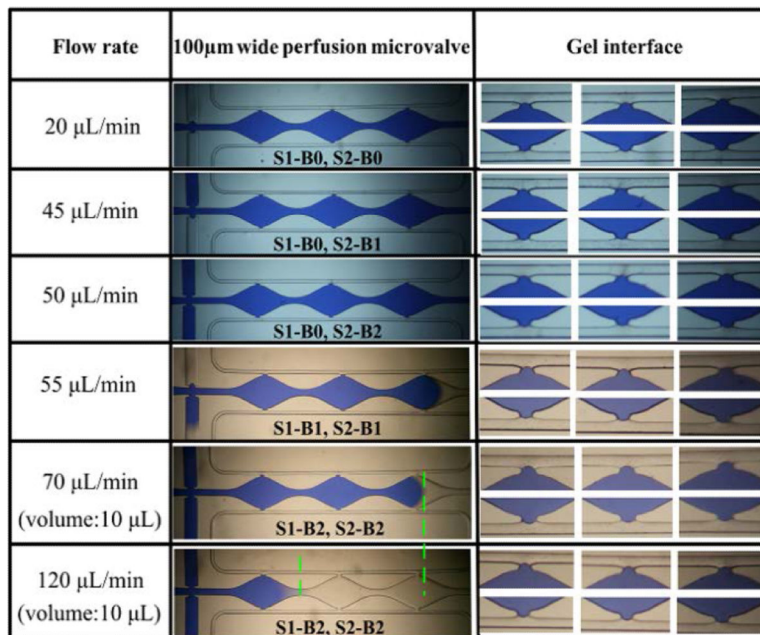 Flow rate
100μm wide perfusion microvalve
Gel interface
20 μL/min
S1-B0, S2-B0
45 μL/min
S1-B0, S2-B1
50 μL/min
S1-B0, S2-B2
55 μL/min
S1-B1, S2-B1
70 μL/min
(volume:10 μL)
S1-B2, S2-B2
120 μL/min
(volume:10 μL)
S1-B2, S2-B2